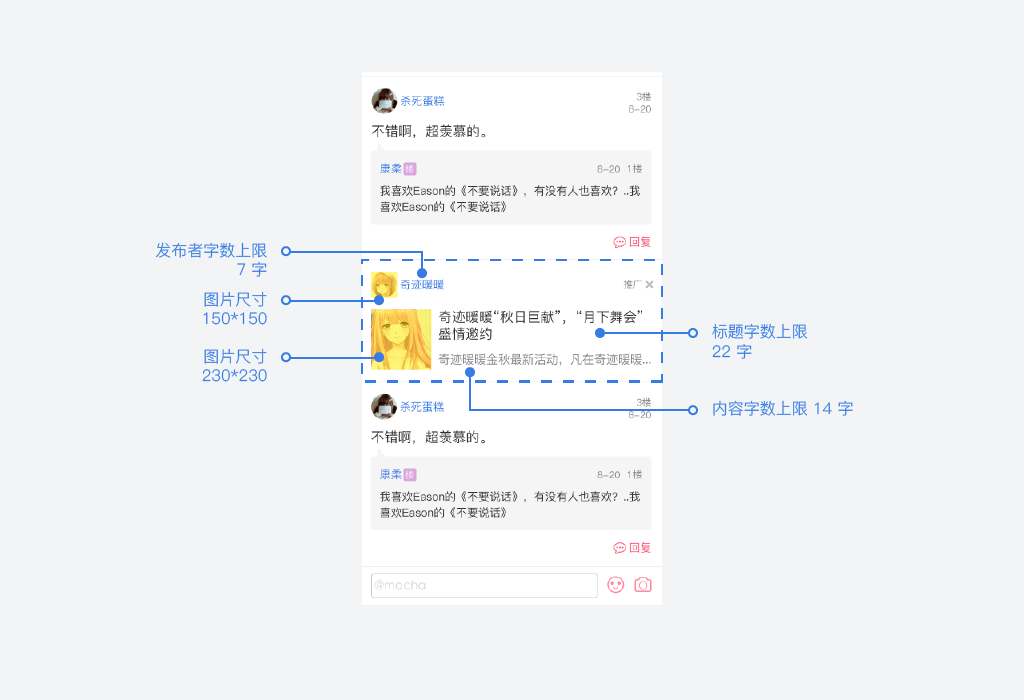 杀死蛋糕
3楼
8-20
不错啊，超羡慕的。
康柔 楼
8-20 1楼
我喜欢Eason的《不要说话》，有没有人也喜欢？..我
喜欢Eason的《不要说话》
回复
发布者字数上限
7 字
奇迹暖暖
推广
图片尺寸
150*150
奇迹暖暖“秋日巨献”，“月下舞会”
盛情邀约
标题字数上限
22 字
图片尺寸
230*230
奇迹暖暖金秋最新活动，凡在奇迹暖暖...
杀死蛋糕
3楼
8-20
内容字数上限 14 字
不错啊，超羡慕的。
康柔 楼
8-20 1楼
我喜欢Eason的《不要说话》，有没有人也喜欢？..我
喜欢Eason的《不要说话》
回复
@mocha